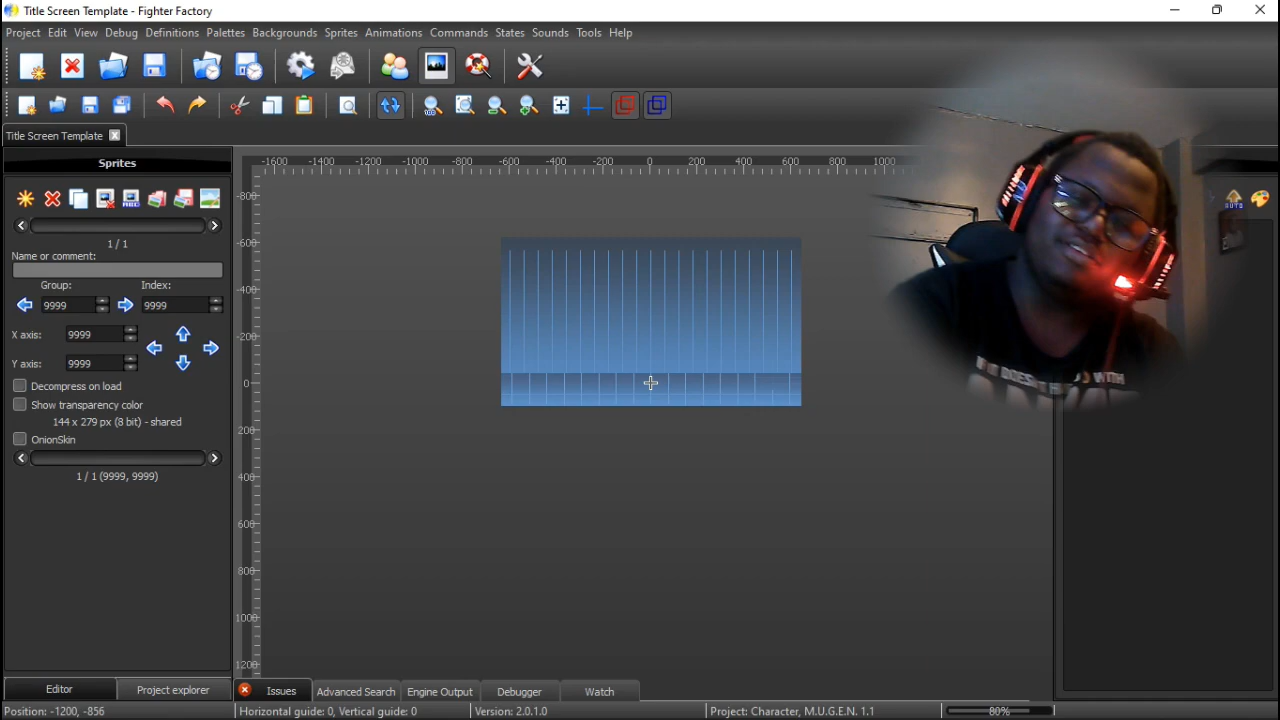 Title Screen Template - Fighter Factory
Project Edit View Debug Definitions Palettes Backgrounds Sprites Animations Commands States Sounds Tools Help
100
Title Screen Template
Sprites
1 / 1
Name or comment:
Group: Index:
9999 9999
X axis: 9999
Y axis: 9999
Decompress on load
Show transparency color
144 x 279 px (8 bit) - shared
OnionSkin
1 / 1 (9999, 9999)
Editor Project explorer
-1600 -1400 -1200 -1000 -800 -600 -400 -200 0 200 400 600 800 1000
-800
-600
-400
-200
0
200
400
600
800
1000
1200
Issues Advanced Search Engine Output Debugger Watch
Position: -1200, -856 Horizontal guide: 0, Vertical guide: 0 Version: 2.0.1.0 Project: Character, M.U.G.E.N. 1.1 80%